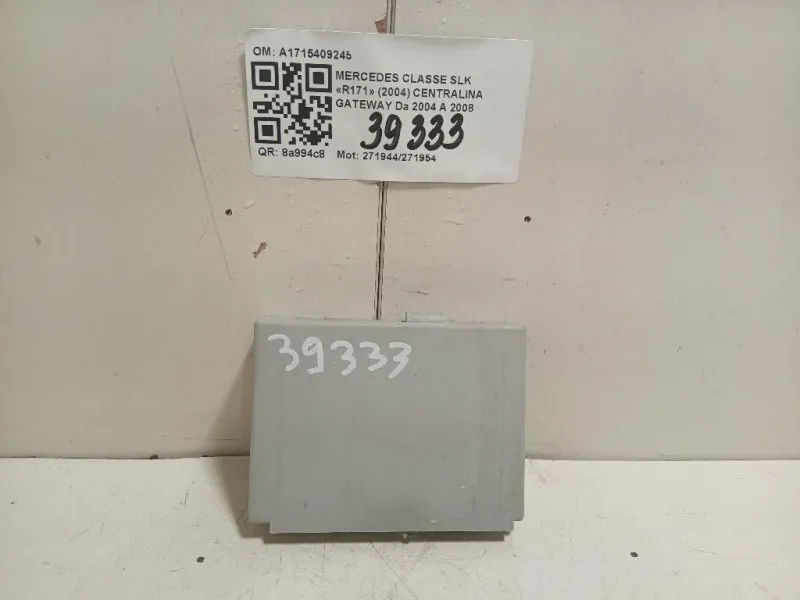 OM: A1715409245
MERCEDES CLASSE SLK
«R171» (2004) CENTRALINA
GATEWAY Da 2004 A 2008
39333
QR: 8a994c8
Mot: 271944/271954
39333